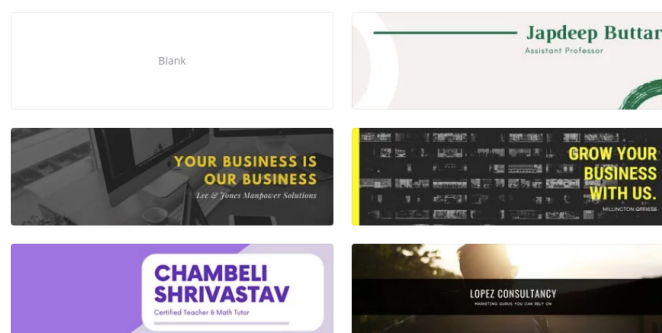 Blank
Japdeep Buttar
Assistant Professor
YOUR BUSINESS IS
OUR BUSINESS
Lee & Jones Manpower Solutions
GROW YOUR
BUSINESS
WITH US.
MILLINGTON OFFICES
CHAMBELI
SHRIVASTAV
Certified Teacher & Math Tutor
LOPEZ CONSULTANCY
MARKETING GURUS YOU CAN RELY ON